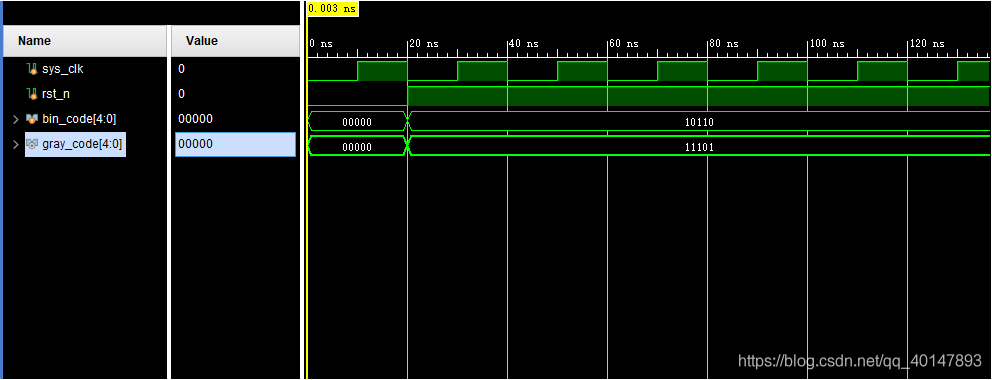 0.003 ns
Name Value
0 ns 20 ns 40 ns 60 ns 80 ns 100 ns 120 ns
sys_clk 0
rst_n 0
bin_code[4:0] 00000 00000 10110
gray_code[4:0] 00000 00000 11101
https://blog.csdn.net/qq_40147893